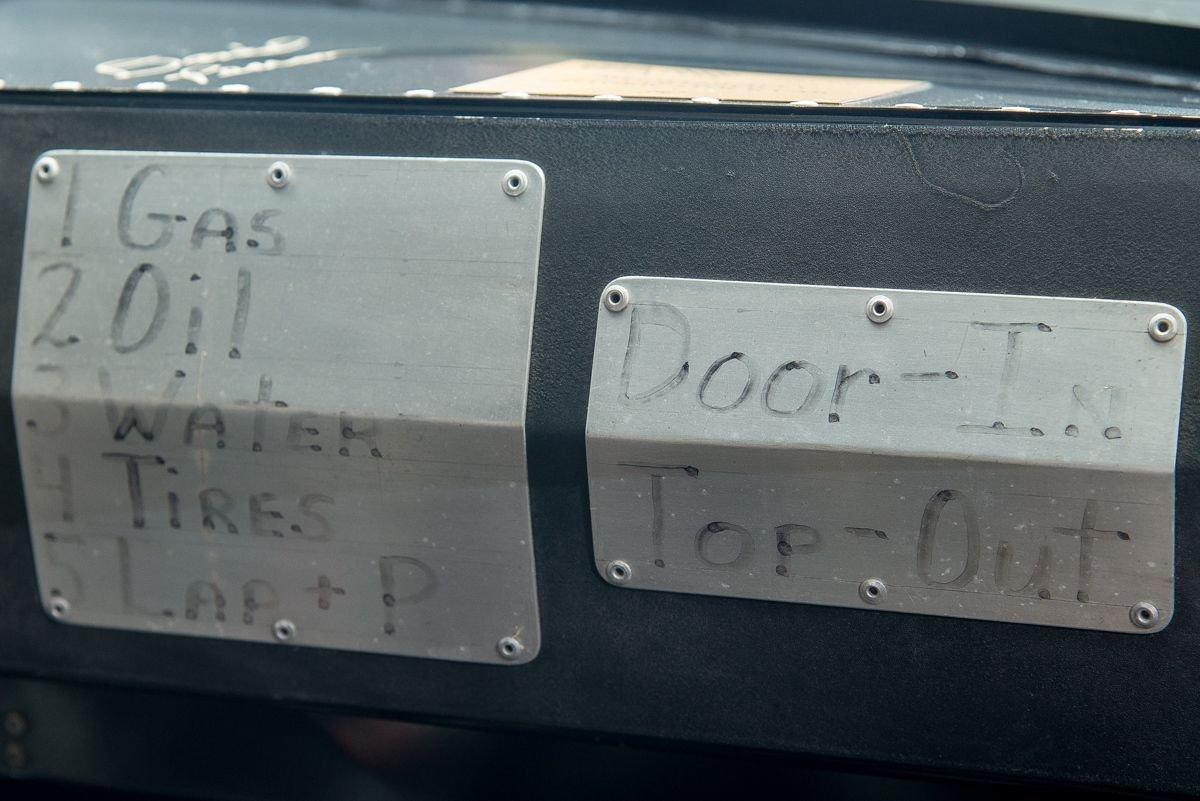 1 Gas
2 Oil
3 Water
4 Tires
5 Lap + P
Door - In
Top - Out